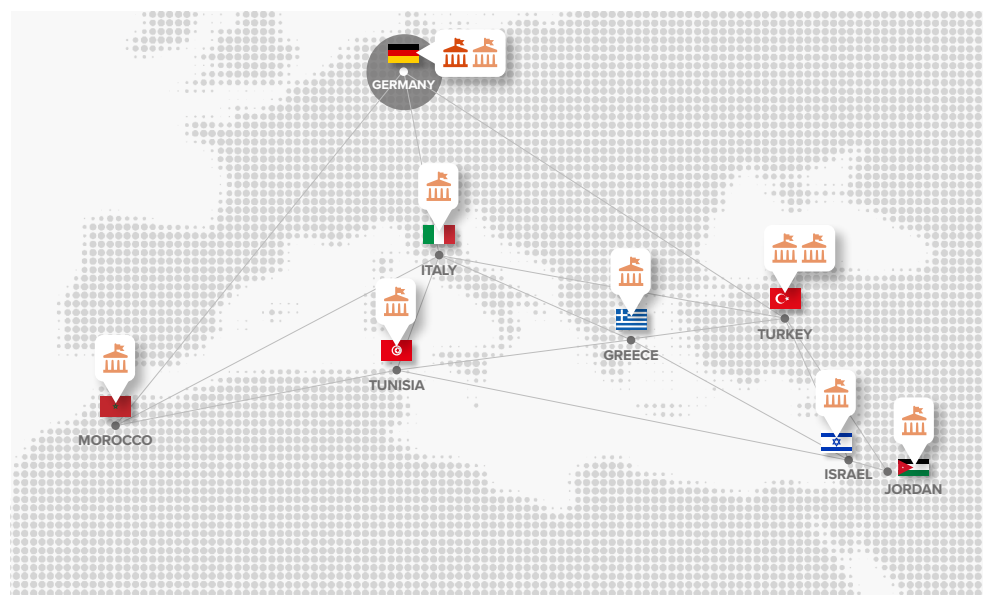 GERMANY
ITALY
TURKEY
GREECE
TUNISIA
MOROCCO
ISRAEL
JORDAN